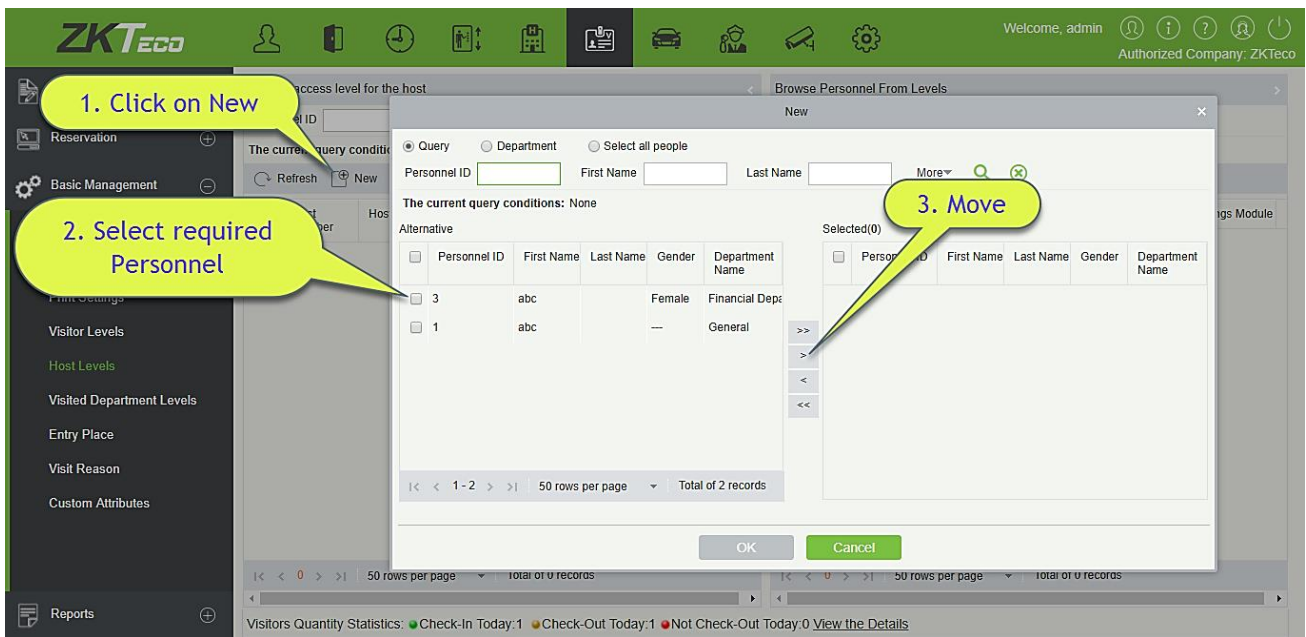 ZKTeco
Welcome, admin
Authorized Company: ZKTeco
1. Click on New
access level for the host
Browse Personnel From Levels
New
Reservation
The current query conditi
Basic Management
Refresh
New
Query
Department
Select all people
Personnel ID
First Name
Last Name
More
The current query conditions: None
3. Move
2. Select required
Personnel
Hos
ngs Module
Alternative
Selected(0)
Personnel ID First Name Last Name Gender Department Name
First Name Last Name Gender Department Name
3 abc Female Financial Depa
1 abc --- General
>>
>
<
<<
Print Settings
Visitor Levels
Host Levels
Visited Department Levels
Entry Place
Visit Reason
Custom Attributes
1 - 2
50 rows per page
Total of 2 records
OK
Cancel
0
50 rows per page
Total of 0 records
0
50 rows per page
Total of 0 records
Reports
Visitors Quantity Statistics: Check-In Today:1 Check-Out Today:1 Not Check-Out Today:0 View the Details